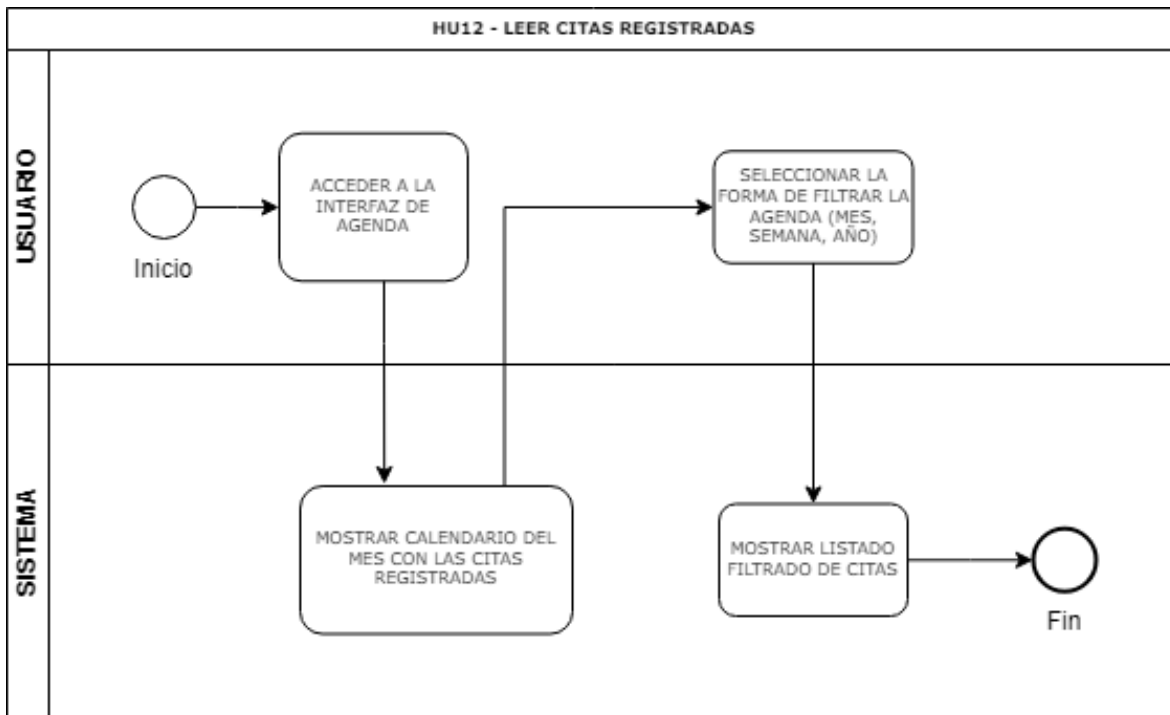 HU12 - LEER CITAS REGISTRADAS
USUARIO
Inicio
ACCEDER A LA
INTERFAZ DE
AGENDA
SELECCIONAR LA
FORMA DE FILTRAR LA
AGENDA (MES,
SEMANA, AÑO)
SISTEMA
MOSTRAR CALENDARIO DEL
MES CON LAS CITAS
REGISTRADAS
MOSTRAR LISTADO
FILTRADO DE CITAS
Fin